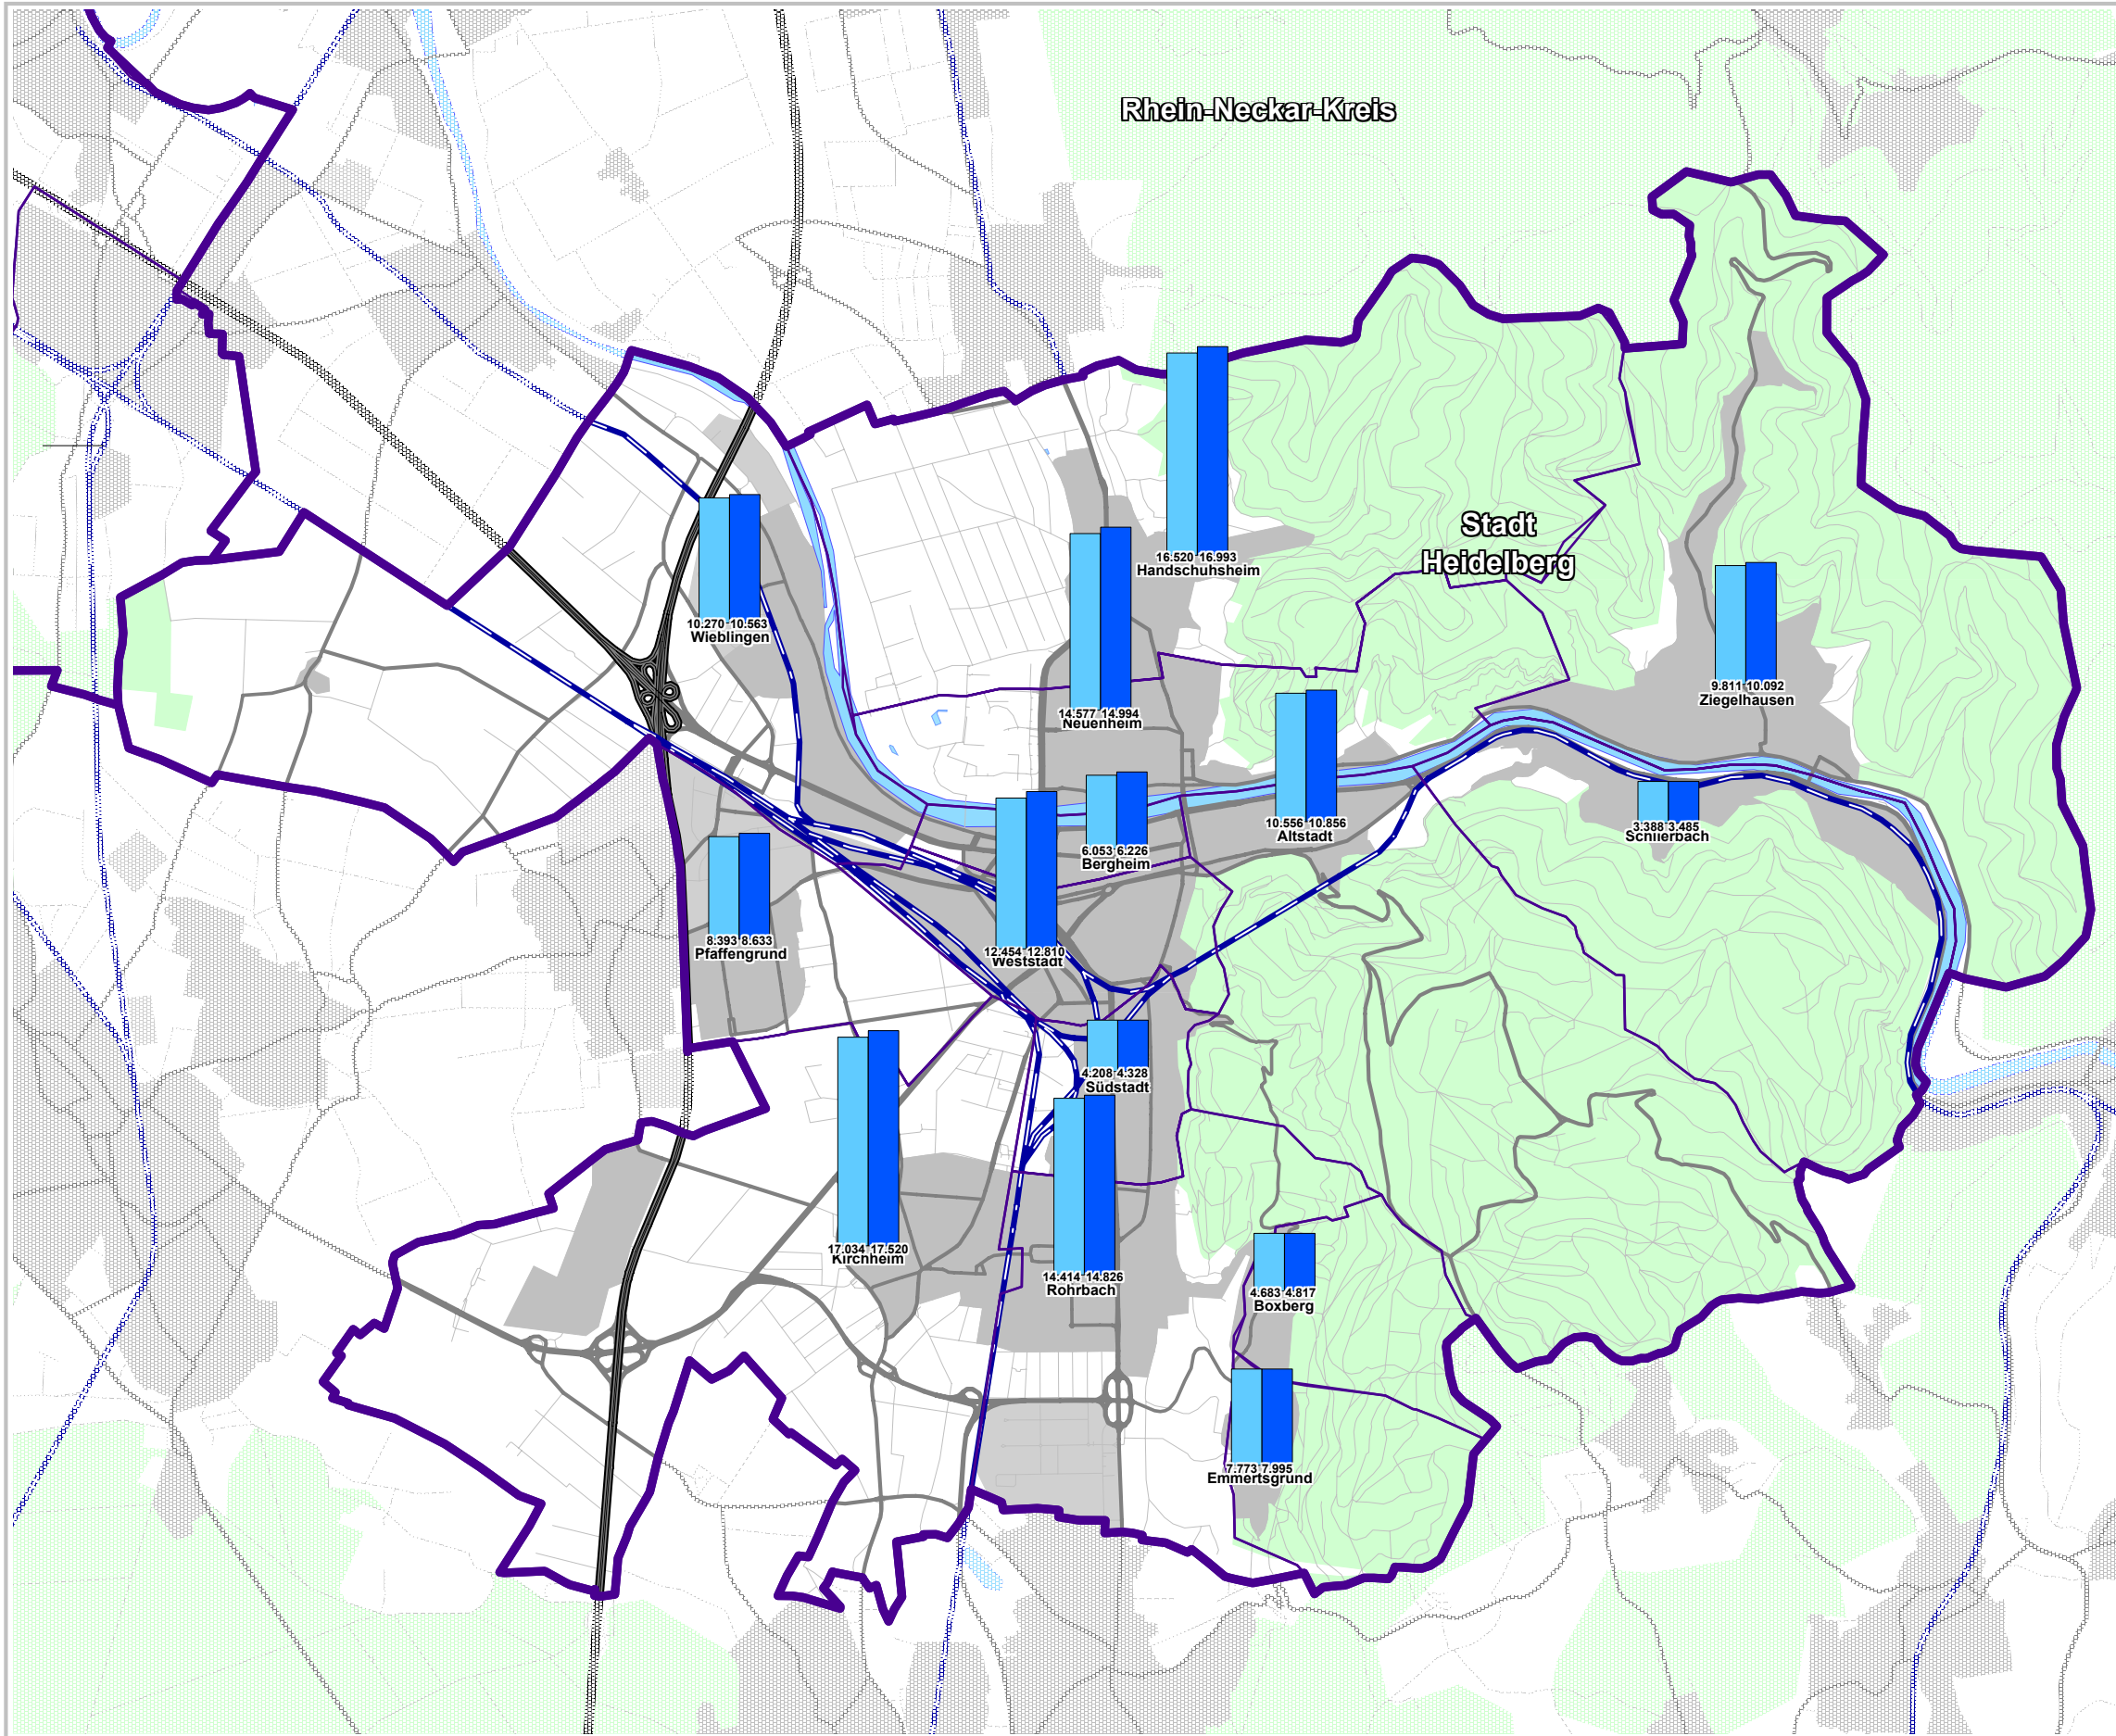 Rhein-Neckar-Kreis
Stadt
Heidelberg
16.520 16.993
Handschuhsheim
10.270 10.563
Wieblingen
9.811 10.092
Ziegelhausen
14.577 14.994
Neuenheim
10.556 10.856
Altstadt
3.388 3.485
Schlierbach
6.053 6.226
Bergheim
8.393 8.633
Pfaffengrund
12.454 12.810
Weststadt
4.208 4.328
Südstadt
17.034 17.520
Kirchheim
14.414 14.826
Rohrbach
4.683 4.817
Boxberg
7.773 7.995
Emmertsgrund